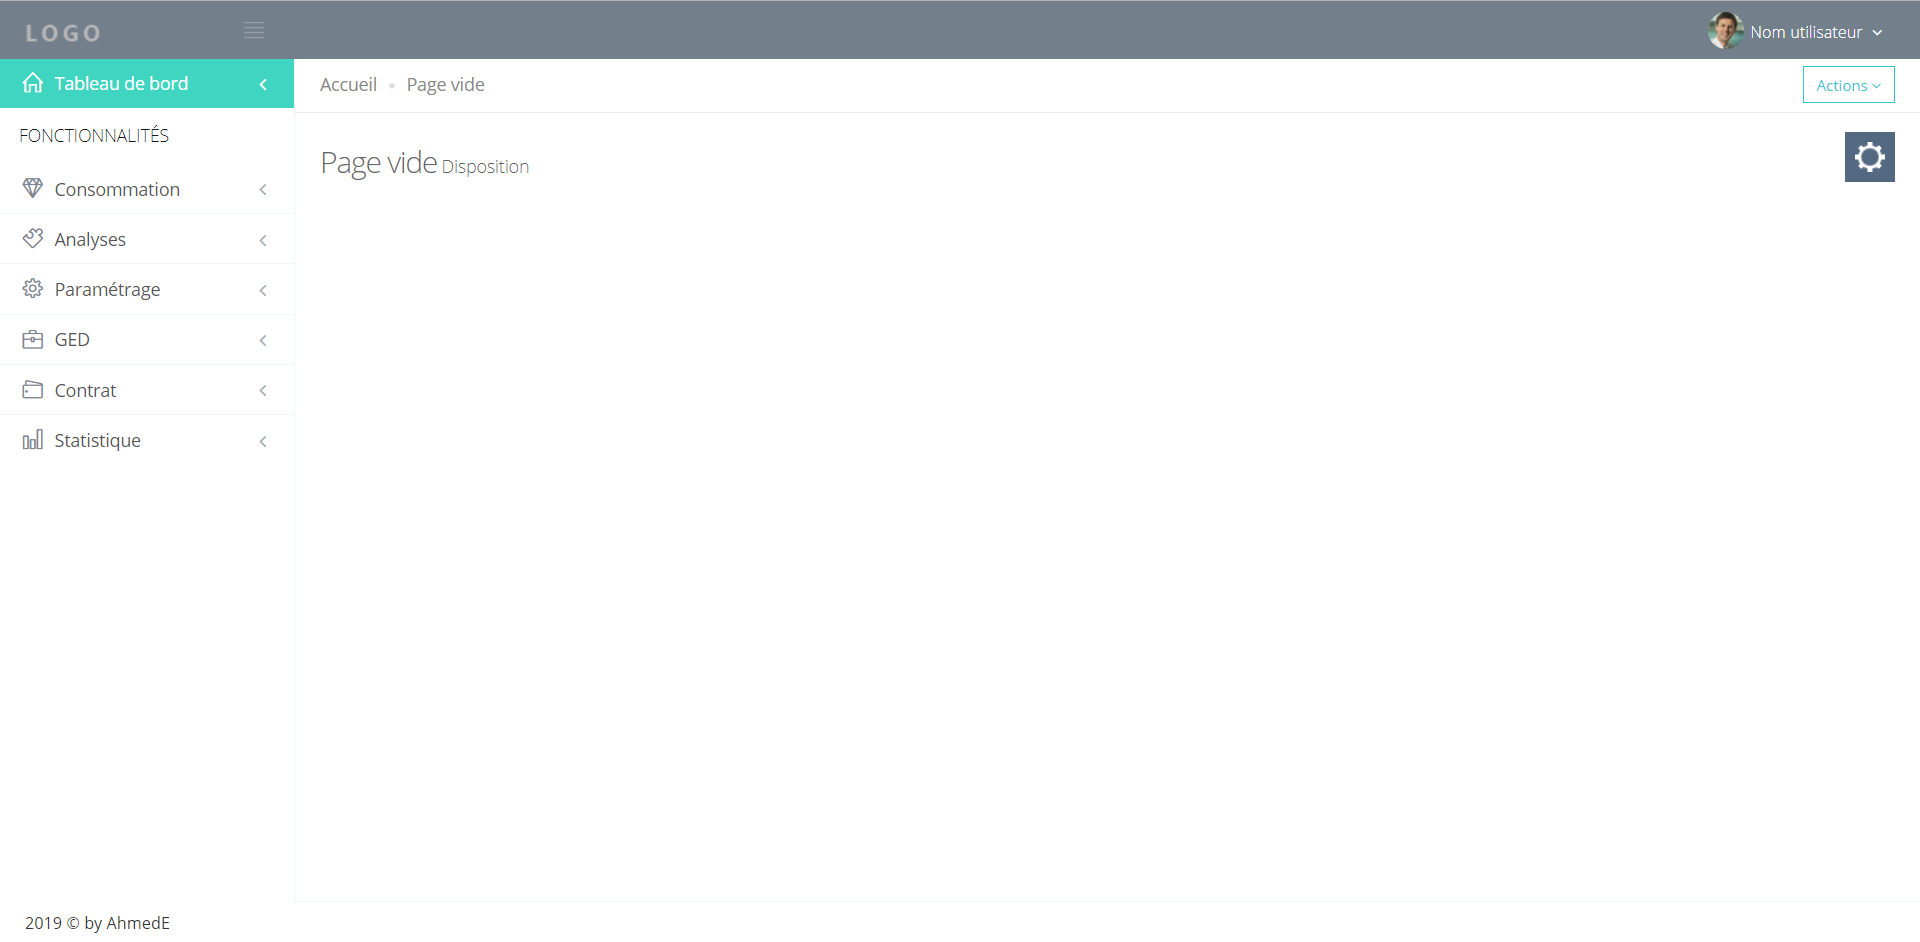 LOGO
Nom utilisateur
Tableau de bord
Accueil • Page vide
Actions
FONCTIONNALITÉS
Page vide Disposition
Consommation
Analyses
Paramétrage
GED
Contrat
Statistique
2019 © by AhmedE